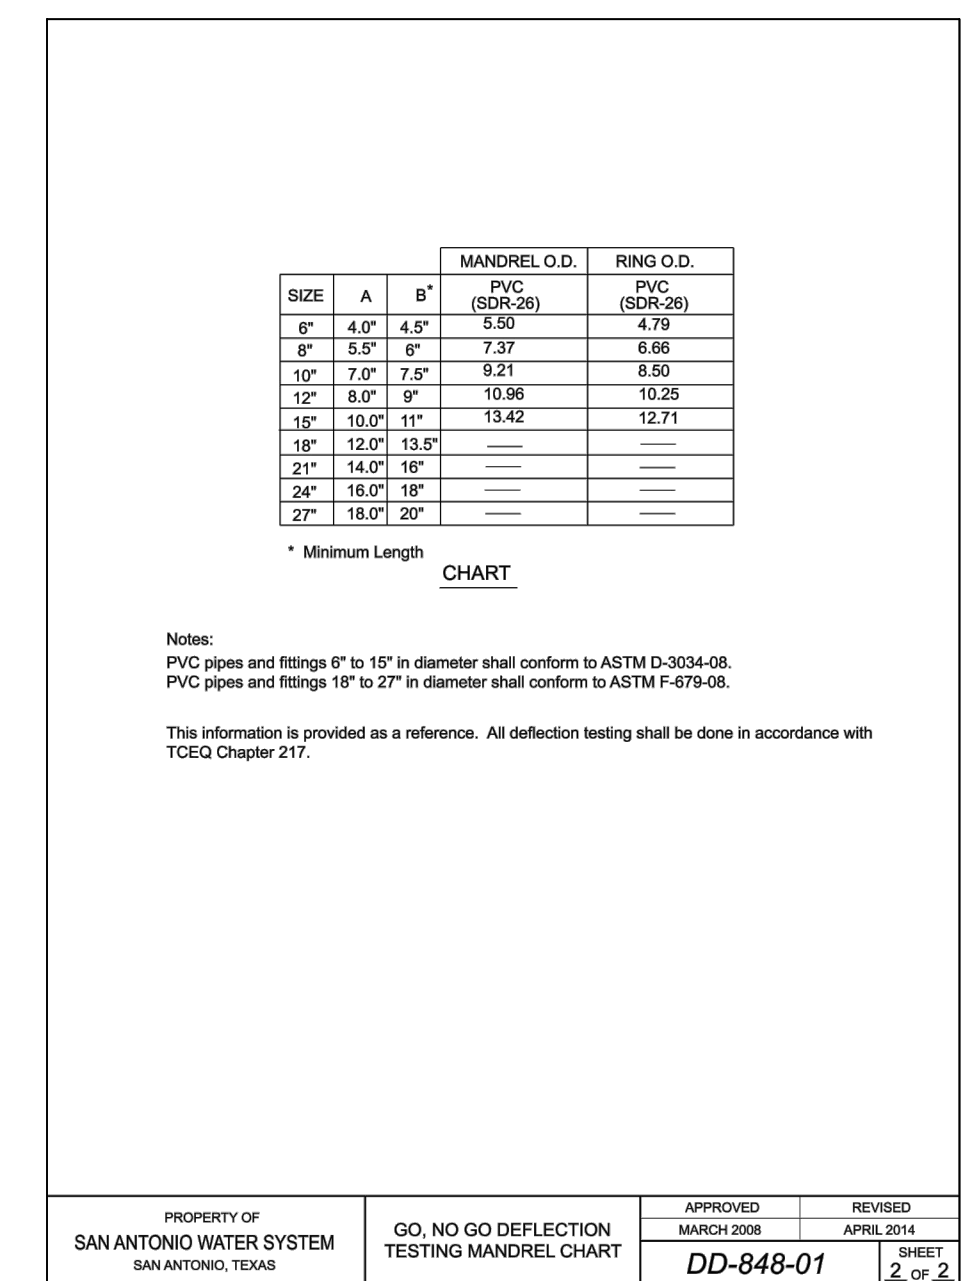 MANDREL O.D. RING O.D.
SIZE A B* PVC (SDR-26) PVC (SDR-26)
6" 4.0" 4.5" 5.50 4.79
8" 5.5" 6" 7.37 6.66
10" 7.0" 7.5" 9.21 8.50
12" 8.0" 9" 10.96 10.25
15" 10.0" 11" 13.42 12.71
18" 12.0" 13.5" —— ——
21" 14.0" 16" —— ——
24" 16.0" 18" —— ——
27" 18.0" 20" —— ——
* Minimum Length
CHART
Notes:
PVC pipes and fittings 6" to 15" in diameter shall conform to ASTM D-3034-08.
PVC pipes and fittings 18" to 27" in diameter shall conform to ASTM F-679-08.
This information is provided as a reference. All deflection testing shall be done in accordance with
TCEQ Chapter 217.
PROPERTY OF
SAN ANTONIO WATER SYSTEM
SAN ANTONIO, TEXAS
GO, NO GO DEFLECTION
TESTING MANDREL CHART
APPROVED REVISED
MARCH 2008 APRIL 2014
DD-848-01
SHEET
2 OF 2